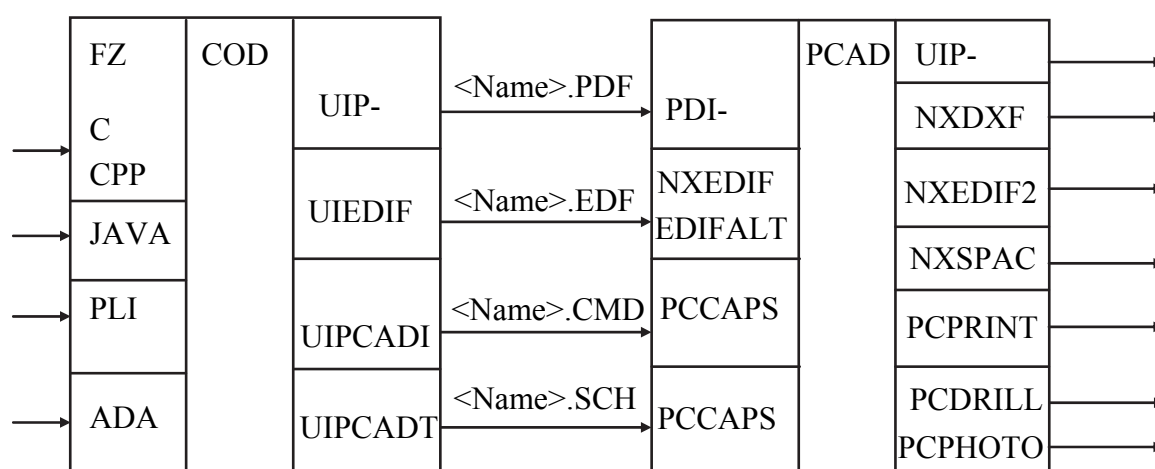 FZ
C
CPP
JAVA
PLI
ADA
COD
UIP-
UIEDIF
UIPCADI
UIPCADT
<Name>.PDF
<Name>.EDF
<Name>.CMD
<Name>.SCH
PDI-
NXEDIF
EDIFALT
PCCAPS
PCCAPS
PCAD
UIP-
NXDXF
NXEDIF2
NXSPAC
PCPRINT
PCDRILL
PCPHOTO